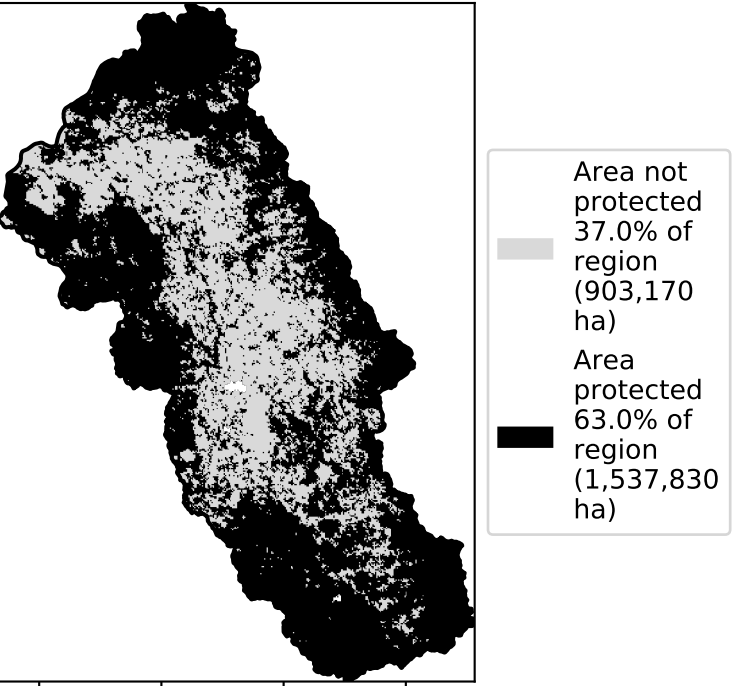 Area not
protected
37.0% of
region
(903,170
ha)
Area
protected
63.0% of
region
(1,537,830
ha)